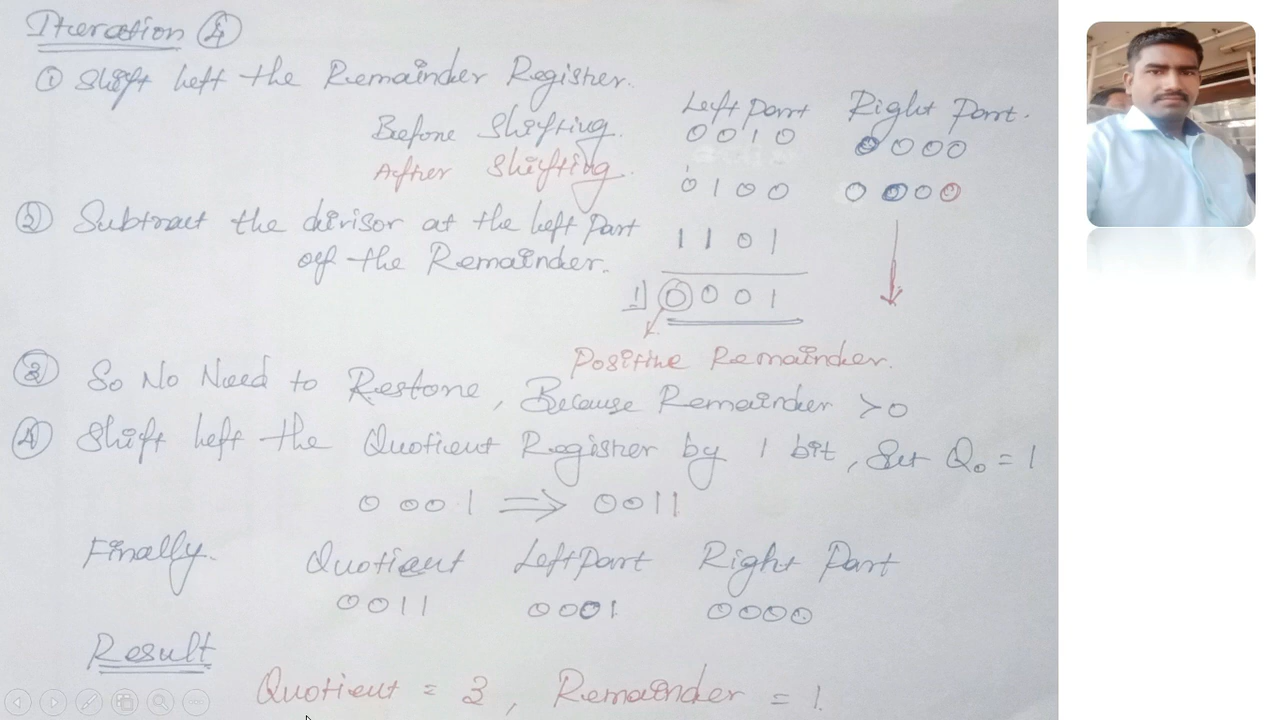 Iteration ④
① Shift Left the Remainder Register.
Left Part Right Part.
Before Shifting. 0010 0000
After Shifting. 0100 0000
② Subtract the divisor at the Left Part 1101
of the Remainder.
1] 0001
Positive Remainder.
③ So No Need to Restore, Because Remainder >0
④ Shift Left the Quotient Register by 1 bit, Set Q₀ = 1
0001 ⇒ 0011
Finally. Quotient Left Part Right Part
0011 0001 0000
Result
Quotient = 3, Remainder = 1.